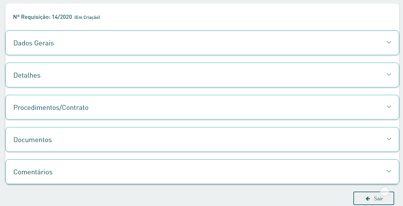 Nº Requisição: 14/2020 (Em Criação)
Dados Gerais
Detalhes
Procedimentos/Contrato
Documentos
Comentários
Sair